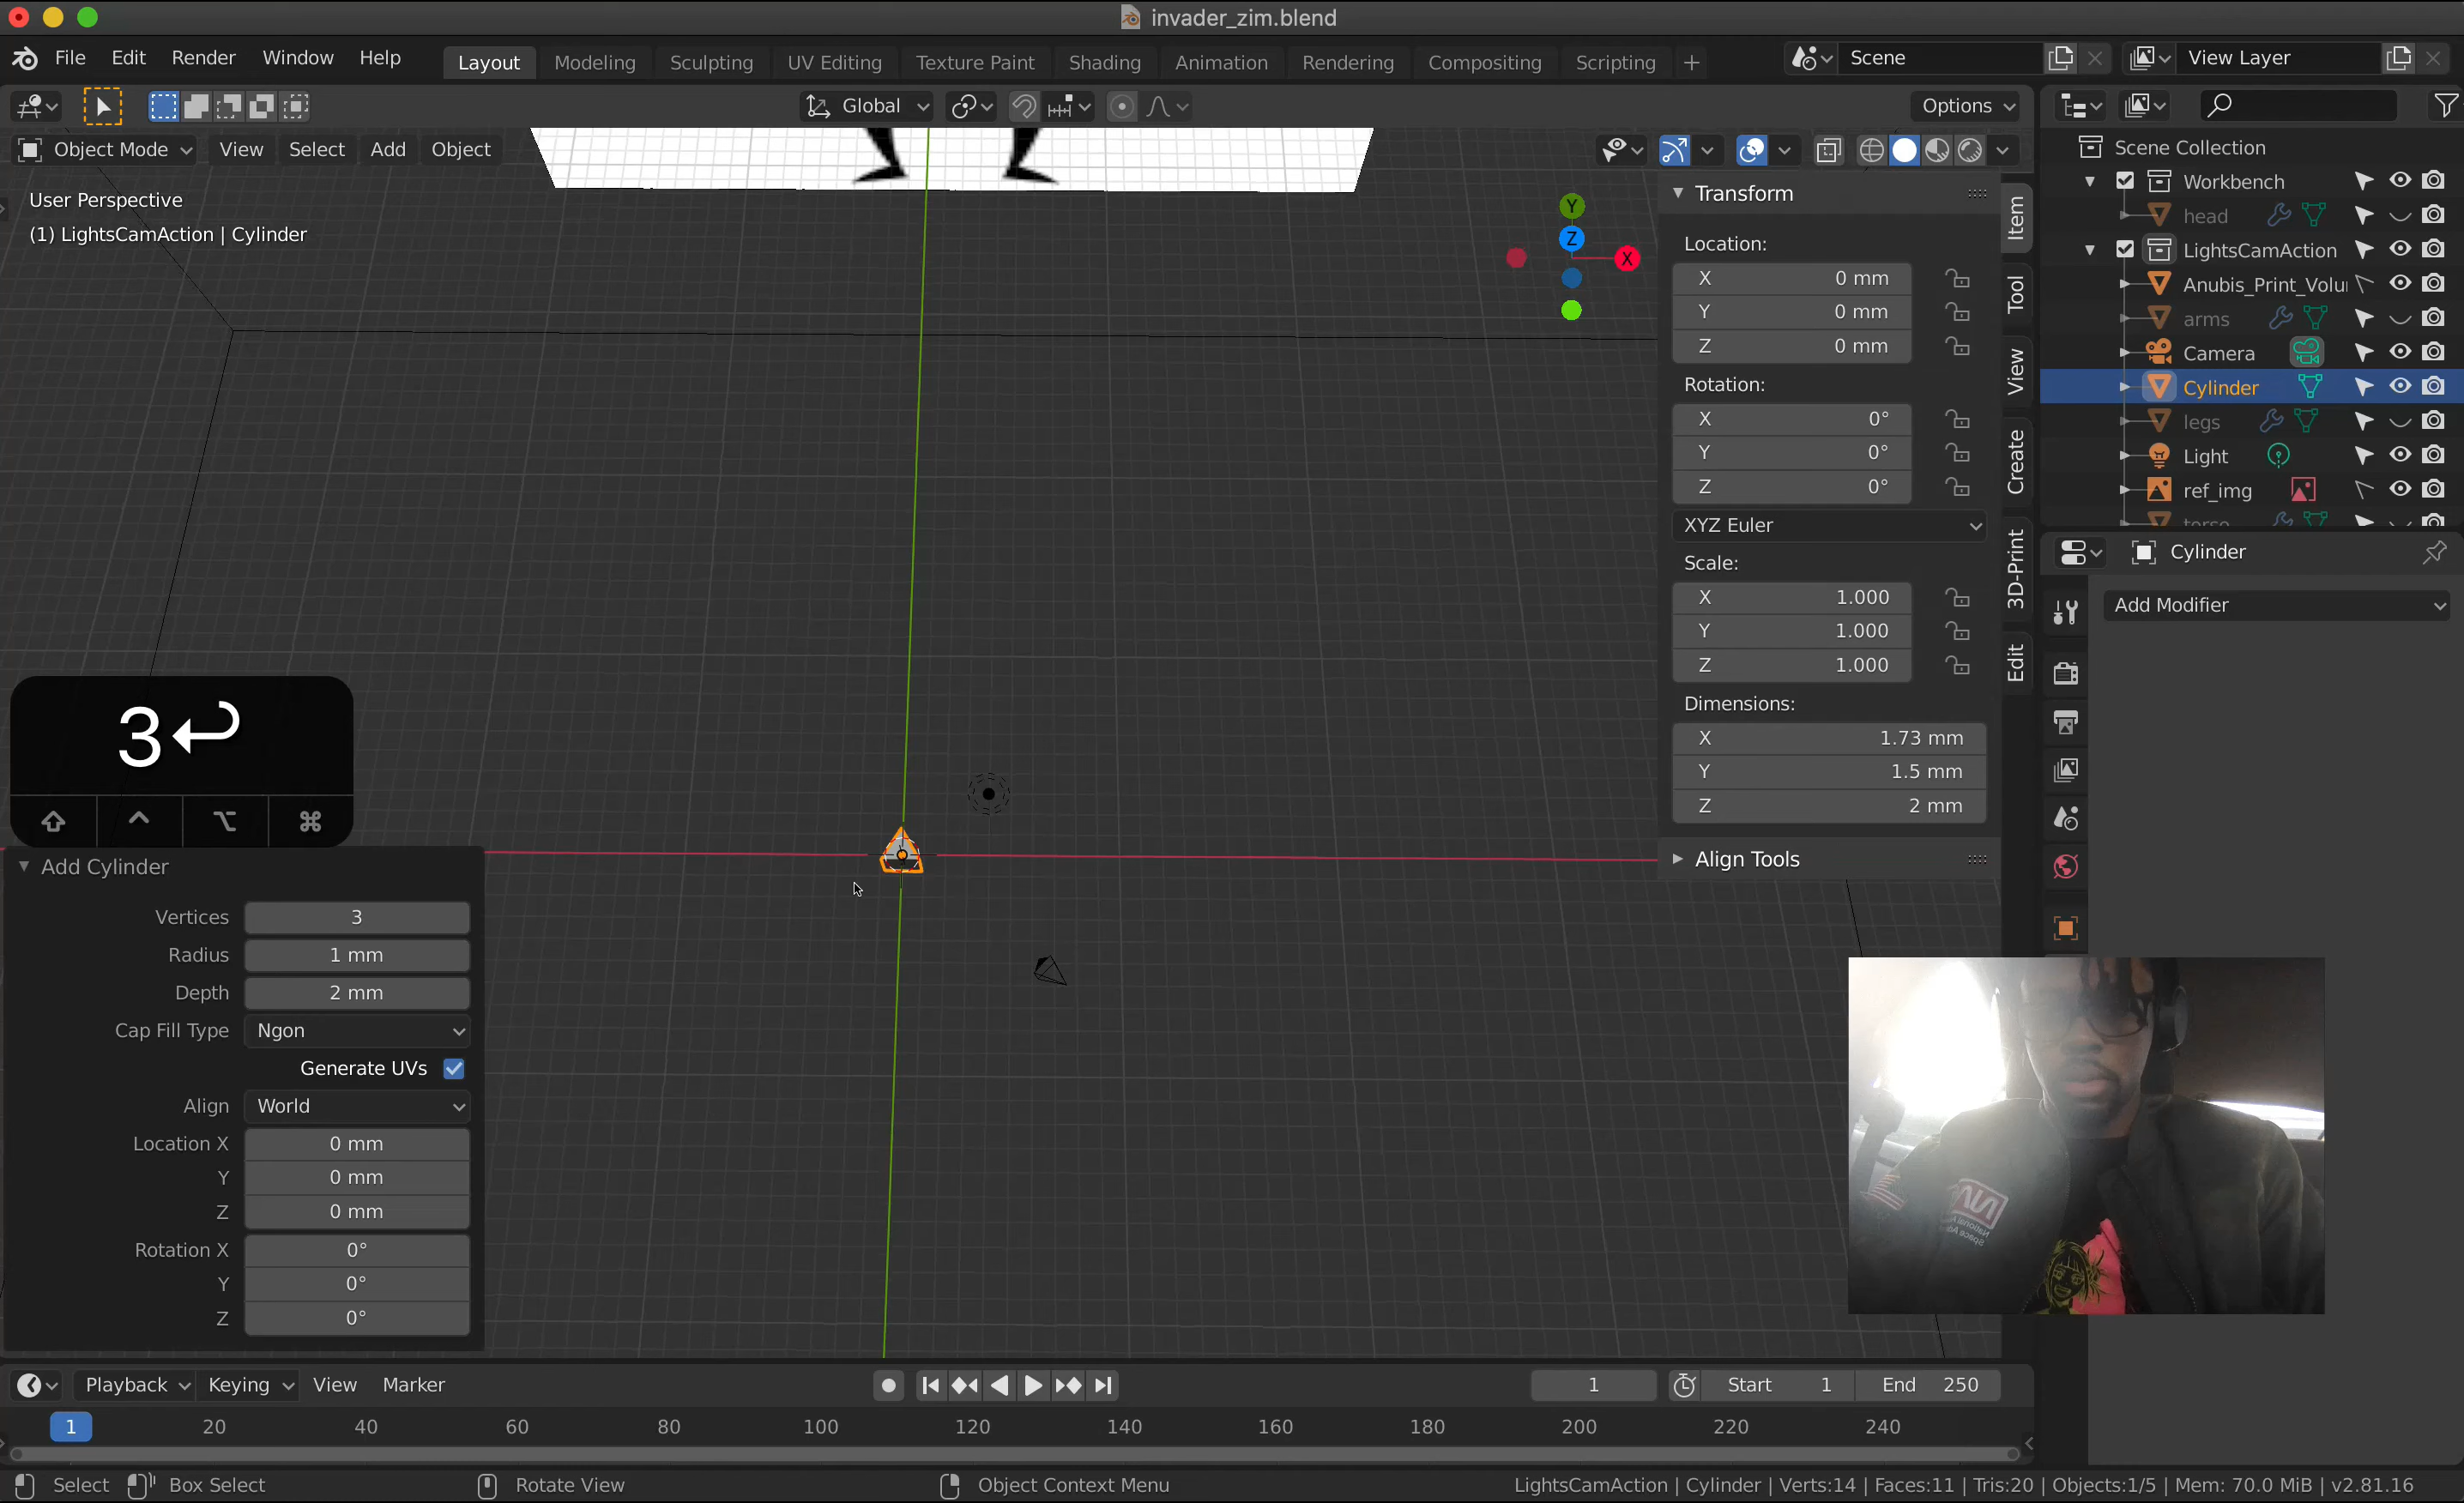 invader_zim.blend
File Edit Render Window Help Layout Modeling Sculpting UV Editing Texture Paint Shading Animation Rendering Compositing Scripting + Scene View Layer
Global Options
Object Mode View Select Add Object
User Perspective
(1) LightsCamAction | Cylinder
Y
Z
X
Transform
Location:
X 0 mm
Y 0 mm
Z 0 mm
Rotation:
X 0°
Y 0°
Z 0°
XYZ Euler
Scale:
X 1.000
Y 1.000
Z 1.000
Dimensions:
X 1.73 mm
Y 1.5 mm
Z 2 mm
Align Tools
Item
Tool
View
Create
3D-Print
Edit
Scene Collection
Workbench
head
LightsCamAction
Anubis_Print_Volu
arms
Camera
Cylinder
legs
Light
ref_img
torso
Cylinder
Add Modifier
3
Add Cylinder
Vertices 3
Radius 1 mm
Depth 2 mm
Cap Fill Type Ngon
Generate UVs
Align World
Location X 0 mm
Y 0 mm
Z 0 mm
Rotation X 0°
Y 0°
Z 0°
Playback Keying View Marker 1 Start 1 End 250
1 20 40 60 80 100 120 140 160 180 200 220 240
Select Box Select Rotate View Object Context Menu LightsCamAction | Cylinder | Verts:14 | Faces:11 | Tris:20 | Objects:1/5 | Mem: 70.0 MiB | v2.81.16